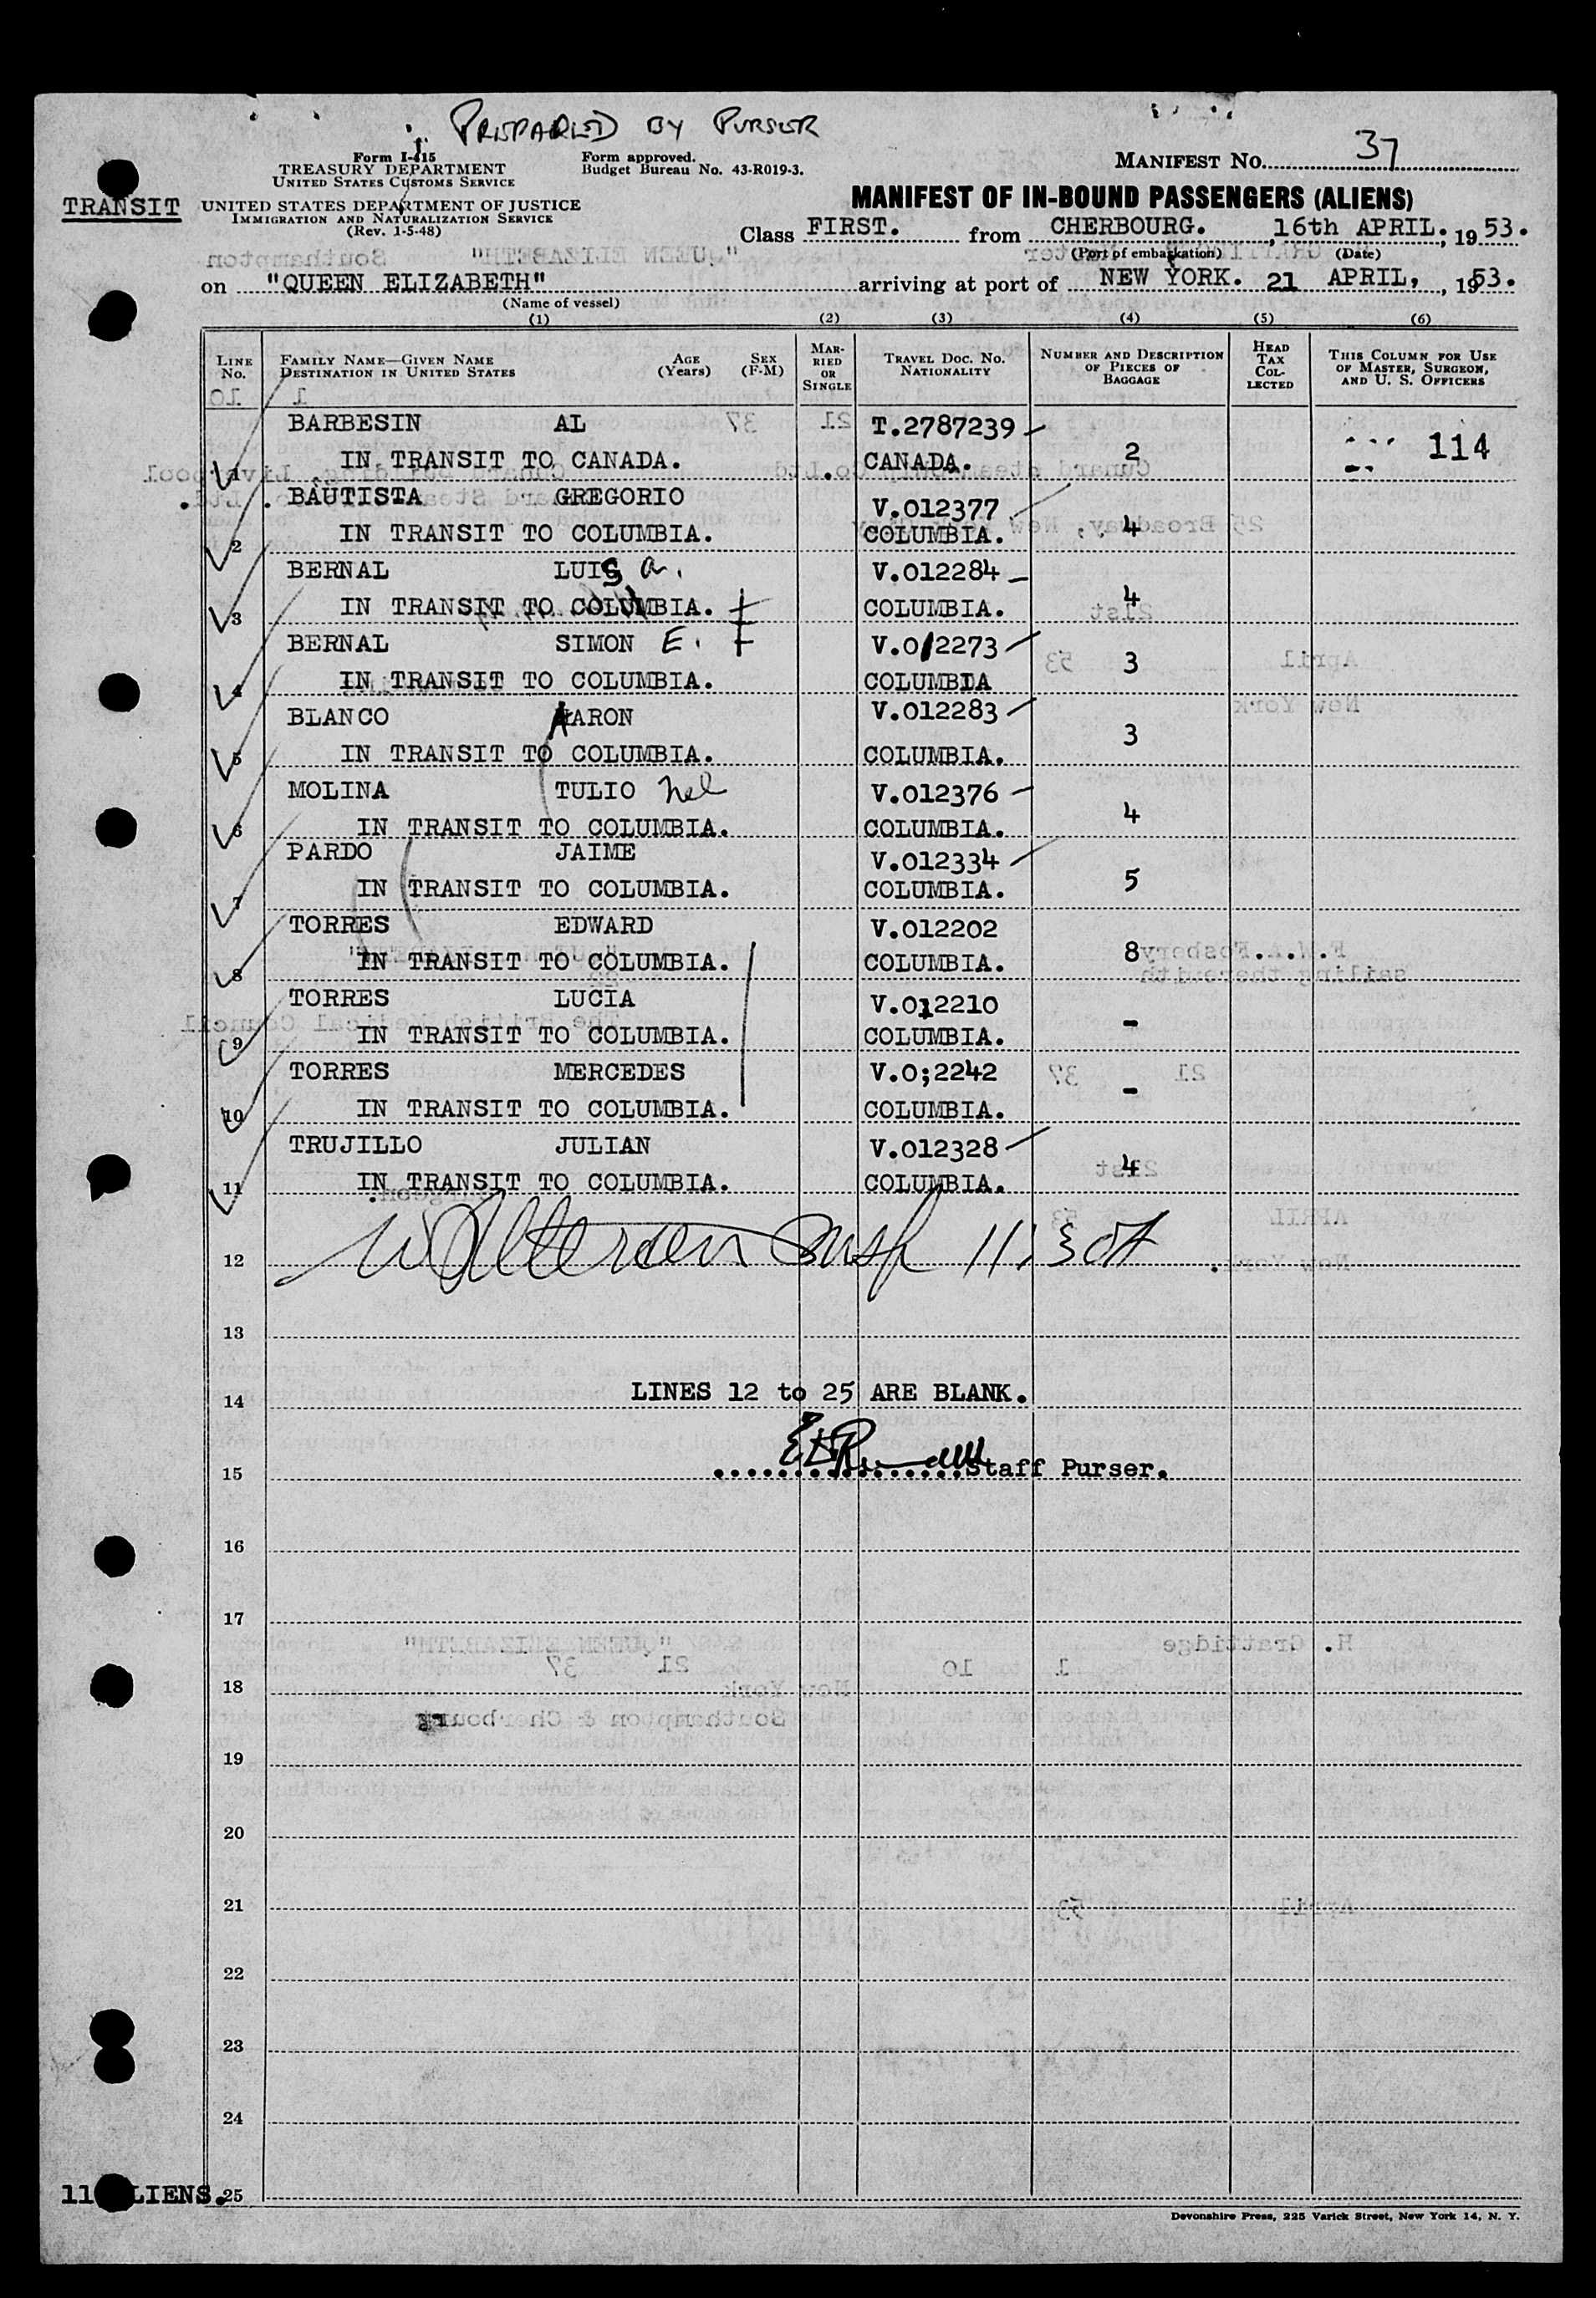 PREPARED BY PURSER
Form I-415
TREASURY DEPARTMENT
UNITED STATES CUSTOMS SERVICE
Form approved.
Budget Bureau No. 43-R019-3.
MANIFEST No. 37
TRANSIT
UNITED STATES DEPARTMENT OF JUSTICE
IMMIGRATION AND NATURALIZATION SERVICE
(Rev. 1-5-48)
MANIFEST OF IN-BOUND PASSENGERS (ALIENS)
Class FIRST. from CHERBOURG. , 16th APRIL. , 19 53.
(Port of embarkation) (Date)
on "QUEEN ELIZABETH" arriving at port of NEW YORK. 21 APRIL, , 19 53.
(Name of vessel)
(1) (2) (3) (4) (5) (6)
LINE No. FAMILY NAME—GIVEN NAME DESTINATION IN UNITED STATES AGE (Years) SEX (F-M) MARRIED OR SINGLE TRAVEL DOC. NO. NATIONALITY NUMBER AND DESCRIPTION OF PIECES OF BAGGAGE HEAD TAX COLLECTED THIS COLUMN FOR USE OF MASTER, SURGEON, AND U. S. OFFICERS
BARBESIN AL T.2787239
1 IN TRANSIT TO CANADA. CANADA. 2 114
BAUTISTA GREGORIO V.012377
2 IN TRANSIT TO COLUMBIA. COLUMBIA. 4
BERNAL LUIS A. V.012284
3 IN TRANSIT TO COLUMBIA. COLUMBIA. 4
BERNAL SIMON E. V.012273
4 IN TRANSIT TO COLUMBIA. COLUMBIA 3
BLANCO AARON V.012283
5 IN TRANSIT TO COLUMBIA. COLUMBIA. 3
MOLINA TULIO hel V.012376
6 IN TRANSIT TO COLUMBIA. COLUMBIA. 4
PARDO JAIME V.012334
7 IN TRANSIT TO COLUMBIA. COLUMBIA. 5
TORRES EDWARD V.012202
8 IN TRANSIT TO COLUMBIA. COLUMBIA. 8
TORRES LUCIA V.012210
9 IN TRANSIT TO COLUMBIA. COLUMBIA. -
TORRES MERCEDES V.0;2242
10 IN TRANSIT TO COLUMBIA. COLUMBIA. -
TRUJILLO JULIAN V.012328
11 IN TRANSIT TO COLUMBIA. COLUMBIA. 4
12
13
14 LINES 12 to 25 ARE BLANK.
15 ...............Staff Purser.
16
17
18
19
20
21
22
23
24
11 ALIENS. 25
Devonshire Press, 225 Varick Street, New York 14, N. Y.